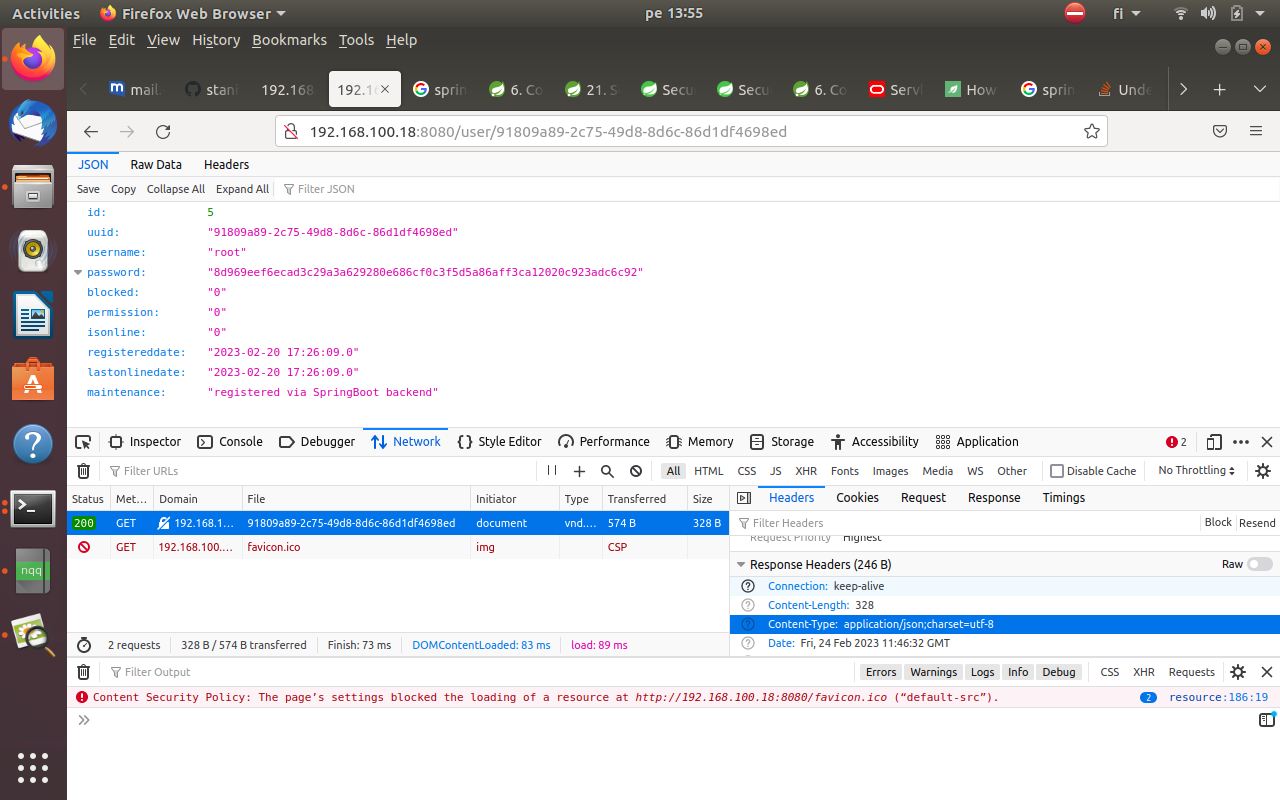 Activities Firefox Web Browser pe 13:55 fi
File Edit View History Bookmarks Tools Help
mail. stani 192.168 192.16 sprin 6. Co 21. S Secu Secu 6. Co Servl How sprin Unde
192.168.100.18:8080/user/91809a89-2c75-49d8-8d6c-86d1df4698ed
JSON Raw Data Headers
Save Copy Collapse All Expand All Filter JSON
id: 5
uuid: "91809a89-2c75-49d8-8d6c-86d1df4698ed"
username: "root"
password: "8d969eef6ecad3c29a3a629280e686cf0c3f5d5a86aff3ca12020c923adc6c92"
blocked: "0"
permission: "0"
isonline: "0"
registereddate: "2023-02-20 17:26:09.0"
lastonlinedate: "2023-02-20 17:26:09.0"
maintenance: "registered via SpringBoot backend"
Inspector Console Debugger Network Style Editor Performance Memory Storage Accessibility Application 2
Filter URLs All HTML CSS JS XHR Fonts Images Media WS Other Disable Cache No Throttling
Status Met... Domain File Initiator Type Transferred Size Headers Cookies Request Response Timings
200 GET 192.168.1... 91809a89-2c75-49d8-8d6c-86d1df4698ed document vnd.... 574 B 328 B
GET 192.168.100.... favicon.ico img CSP
Filter Headers Block Resend
Request Priority Highest
Response Headers (246 B) Raw
Connection: keep-alive
Content-Length: 328
Content-Type: application/json;charset=utf-8
Date: Fri, 24 Feb 2023 11:46:32 GMT
2 requests 328 B / 574 B transferred Finish: 73 ms DOMContentLoaded: 83 ms load: 89 ms
Filter Output Errors Warnings Logs Info Debug CSS XHR Requests
Content Security Policy: The page’s settings blocked the loading of a resource at http://192.168.100.18:8080/favicon.ico (“default-src”). 2 resource:186:19
nqq